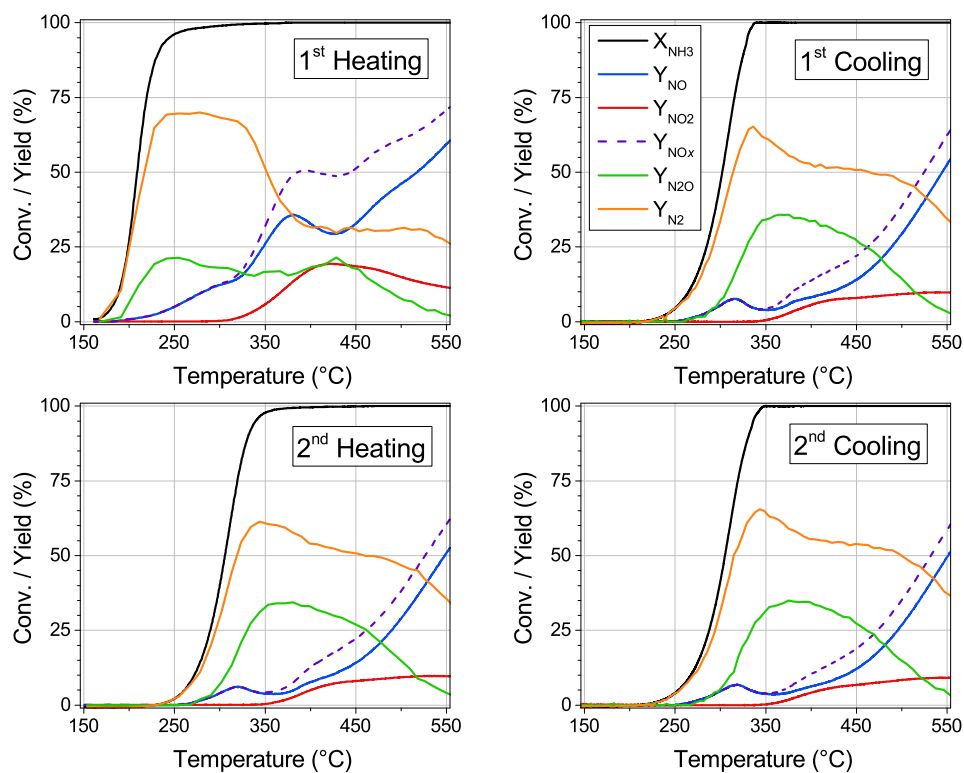 1st Heating
Conv. / Yield (%)
100
75
50
25
0
150
250
350
450
550
Temperature (°C)
1st Cooling
XNH3
YNO
YNO2
YNOx
YN2O
YN2
Conv. / Yield (%)
100
75
50
25
0
150
250
350
450
550
Temperature (°C)
2nd Heating
Conv. / Yield (%)
100
75
50
25
0
150
250
350
450
550
Temperature (°C)
2nd Cooling
Conv. / Yield (%)
100
75
50
25
0
150
250
350
450
550
Temperature (°C)